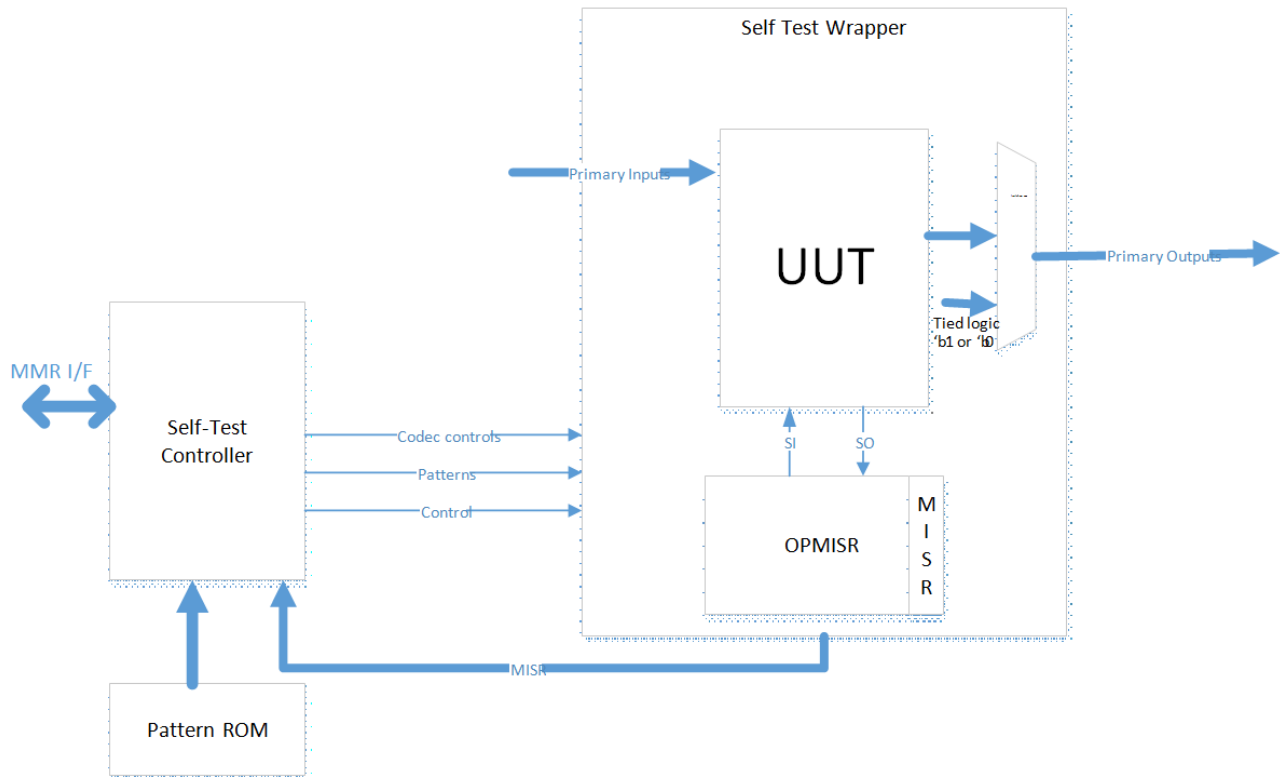 Self Test Wrapper
Primary Inputs
UUT
Primary Outputs
Tied logic
‘b1 or ‘b0
MMR I/F
Self-Test
Controller
Codec controls
Patterns
Control
SI
SO
OPMISR
M
I
S
R
MISR
Pattern ROM